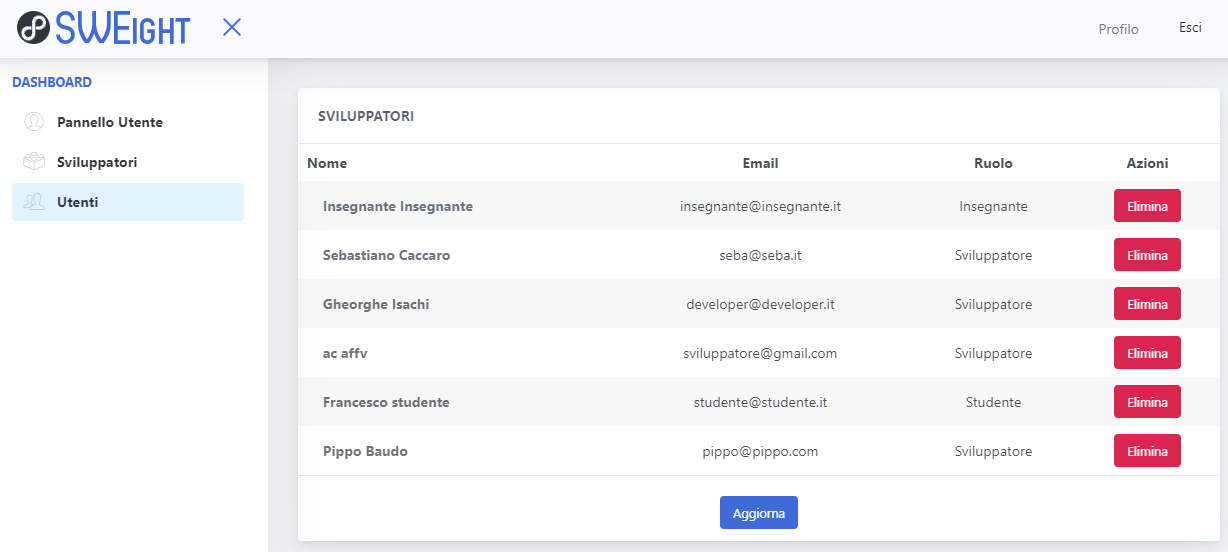 SWEIGHT
Profilo
Esci
DASHBOARD
Pannello Utente
Sviluppatori
Utenti
SVILUPPATORI
Nome Email Ruolo Azioni
Insegnante Insegnante insegnante@insegnante.it Insegnante Elimina
Sebastiano Caccaro seba@seba.it Sviluppatore Elimina
Gheorghe Isachi developer@developer.it Sviluppatore Elimina
ac affv sviluppatore@gmail.com Sviluppatore Elimina
Francesco studente studente@studente.it Studente Elimina
Pippo Baudo pippo@pippo.com Sviluppatore Elimina
Aggiorna